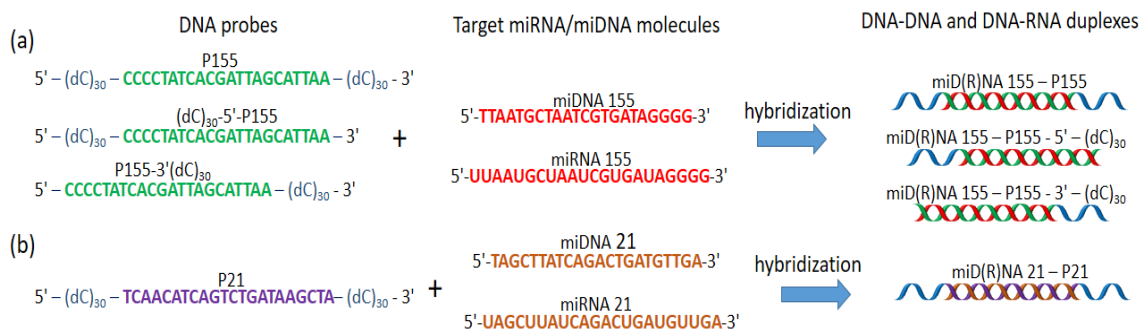 DNA probes
Target miRNA/miDNA molecules
DNA-DNA and DNA-RNA duplexes
(a)
P155
5' – (dC)30 – CCCCTATCACGATTAGCATTAA – (dC)30 - 3'
(dC)30-5'-P155
5' – (dC)30 – CCCCTATCACGATTAGCATTAA – 3'
P155-3'(dC)30
5' – CCCCTATCACGATTAGCATTAA – (dC)30 - 3'
+
miDNA 155
5'-TTAATGCTAATCGTGATAGGGG-3'
miRNA 155
5'-UUAAUGCUAAUCGUGAUAGGGG-3'
hybridization
miD(R)NA 155 – P155
miD(R)NA 155 – P155 - 5' – (dC)30
miD(R)NA 155 – P155 - 3' – (dC)30
(b)
P21
5' – (dC)30 – TCAACATCAGTCTGATAAGCTA– (dC)30 - 3'
+
miDNA 21
5'-TAGCTTATCAGACTGATGTTGA-3'
miRNA 21
5'-UAGCUUAUCAGACUGAUGUUGA-3'
hybridization
miD(R)NA 21 – P21